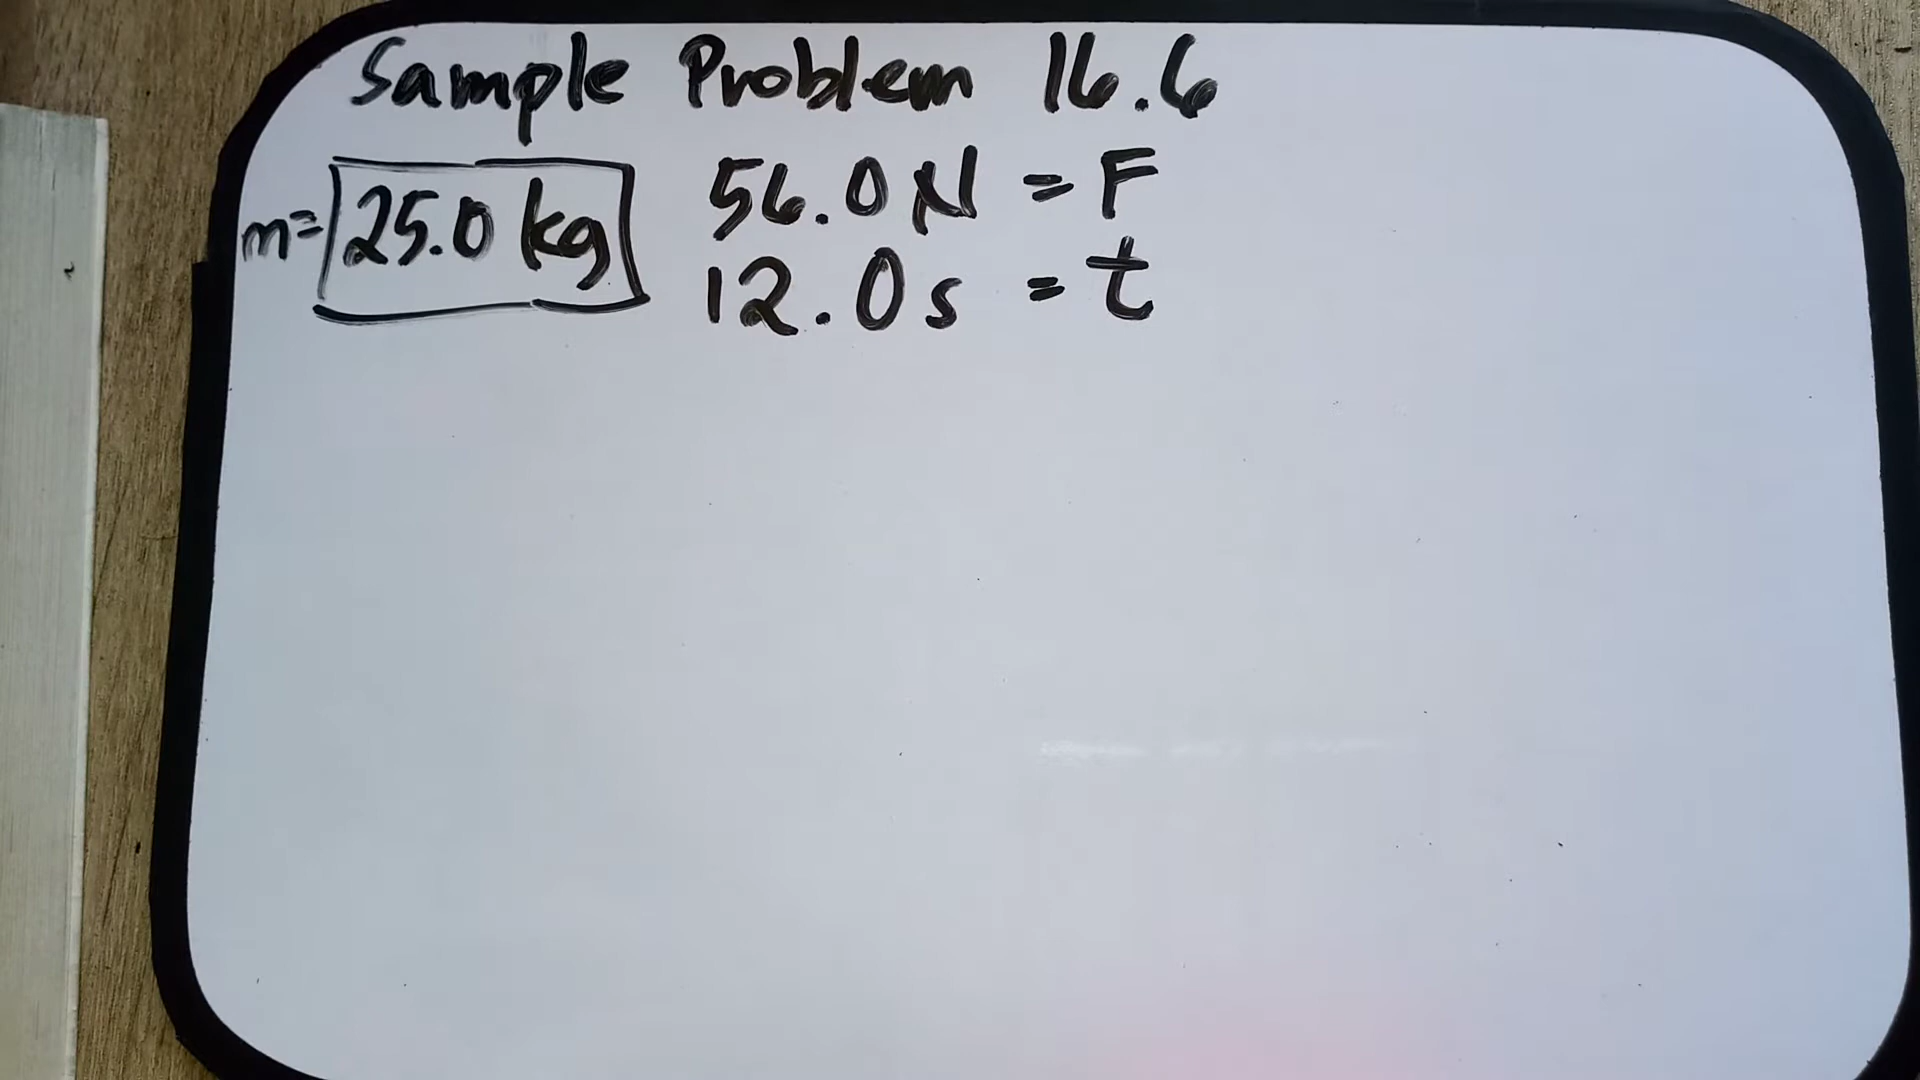 Sample Problem 16.6
m= 25.0 kg 56.0 N = F
12.0 s = t